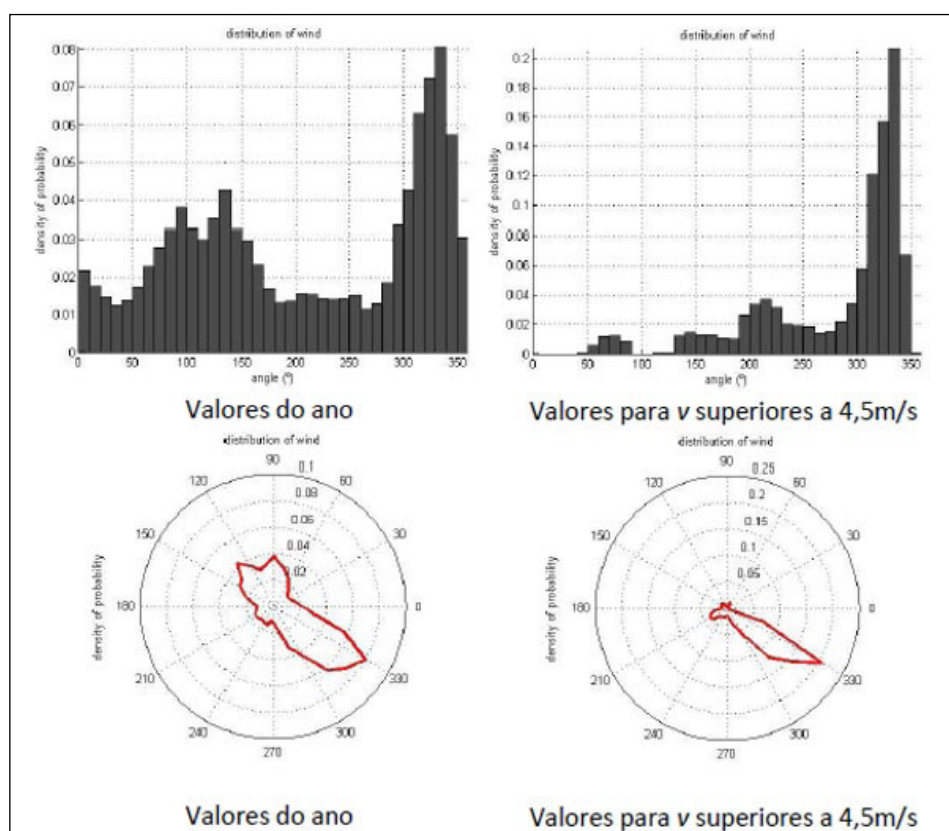 distribution of wind
0.08
0.07
0.06
0.05
0.04
0.03
0.02
0.01
0
density of probability
0 50 100 150 200 250 300 350
angle (º)
Valores do ano
distribution of wind
0.2
0.18
0.16
0.14
0.12
0.1
0.08
0.06
0.04
0.02
0
density of probability
0 50 100 150 200 250 300 350
angle (º)
Valores para v superiores a 4,5m/s
distribution of wind
90
0.1
120 60
0.08
0.06
150 30
0.04
0.02
180 0
density of probability
210 330
240 300
270
Valores do ano
distribution of wind
90
0.25
120 60
0.2
0.15
150 30
0.1
0.05
180 0
density of probability
210 330
240 300
270
Valores para v superiores a 4,5m/s